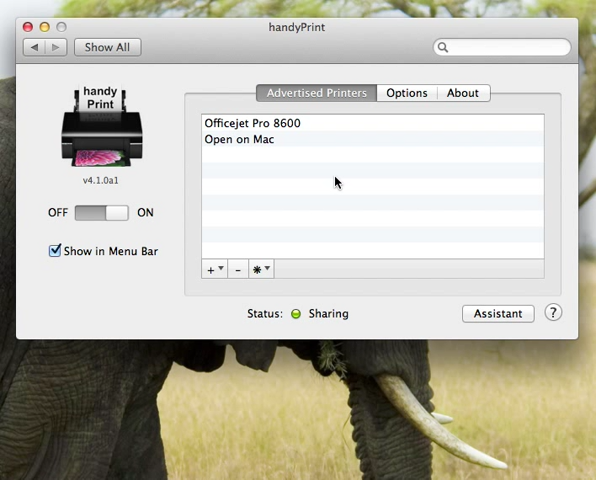 handyPrint
Show All
handy
Print
v4.1.0a1
OFF ON
Show in Menu Bar
Advertised Printers Options About
Officejet Pro 8600
Open on Mac
+ - ✱
Status: Sharing
Assistant ?